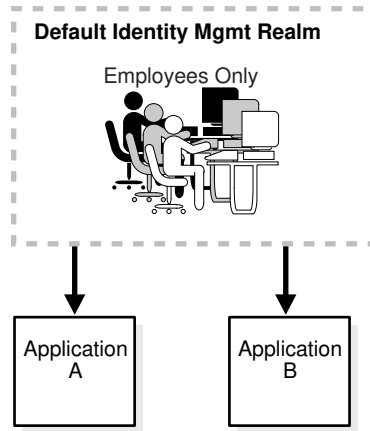 Default Identity Mgmt Realm
Employees Only
Application
A
Application
B